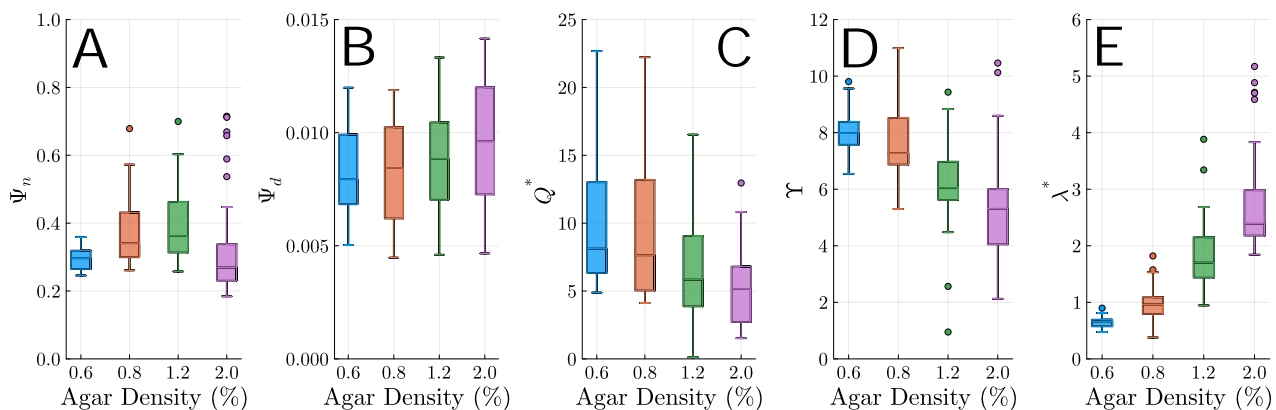 A
1.0
0.8
0.6
0.4
0.2
0.0
Ψn
0.6 0.8 1.2 2.0
Agar Density (%)
B
0.015
0.010
0.005
0.000
Ψd
0.6 0.8 1.2 2.0
Agar Density (%)
C
25
20
15
10
5
0
Q*
0.6 0.8 1.2 2.0
Agar Density (%)
D
12
10
8
6
4
2
0
ϒ
0.6 0.8 1.2 2.0
Agar Density (%)
E
6
5
4
3
2
1
0
λ*
0.6 0.8 1.2 2.0
Agar Density (%)